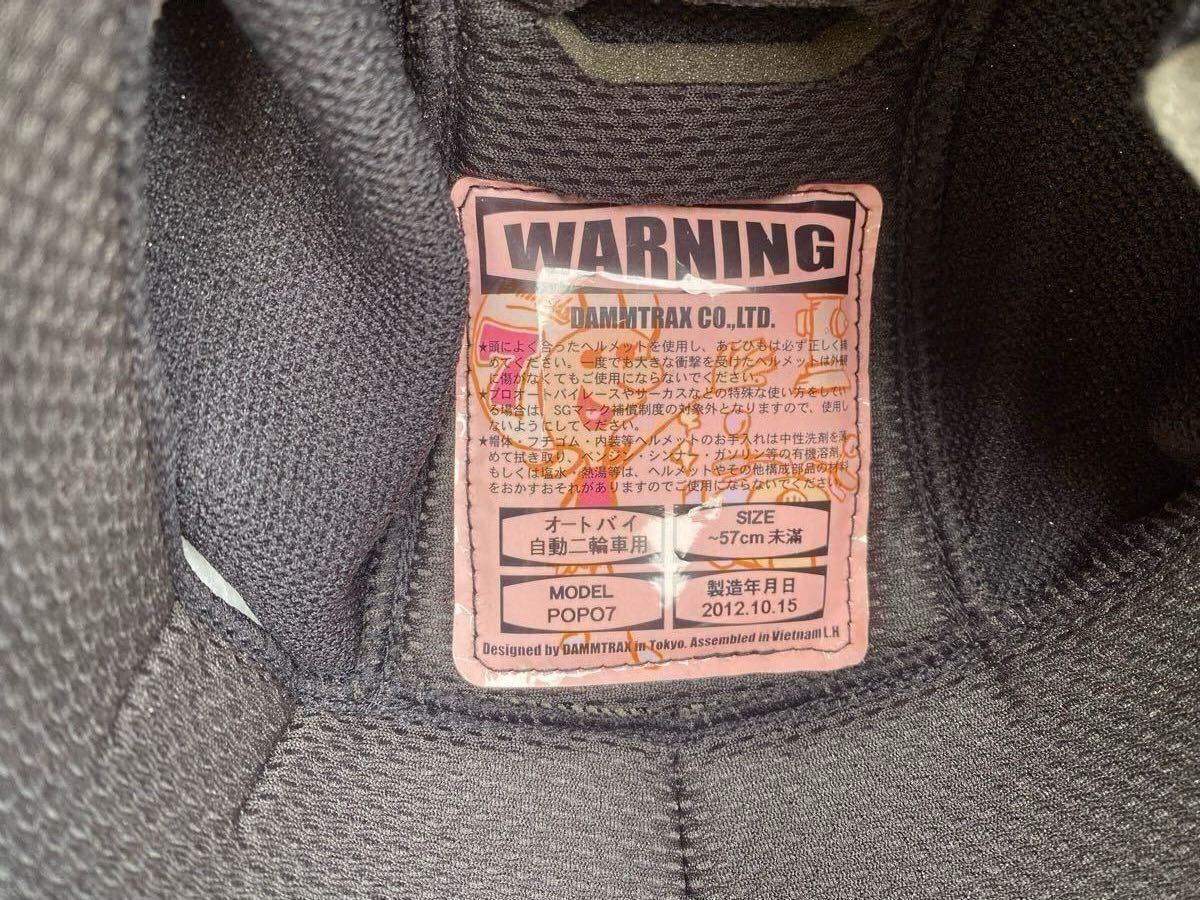 WARNING
DAMMTRAX CO.,LTD.
★頭によく合ったヘルメットを使用し、あごひもは必ず正しく
めてください。一度でも大きな衝撃を受けたヘルメットは外
に傷がなくてもご使用にならないでください。
★プロオートバイレースやサーカスなどの特殊な使い方をしてい
る場合は、SGマーク補償制度の対象外となりますので、使用し
ないようにしてください。
★帽体・フチゴム・内装等ヘルメットのお手入れは中性洗剤を
めて拭き取り、ベンジン・シンナー・ガソリン等の有機溶剤
もしくは塩水・熱湯等は、ヘルメットやその他構成部品の材料
をおかすおそれがありますのでご使用にならないでください。
オートバイ
自動二輪車用
SIZE
~57cm 未満
MODEL
POPO7
製造年月日
2012.10.15
Designed by DAMMTRAX in Tokyo. Assembled in Vietnam L.H